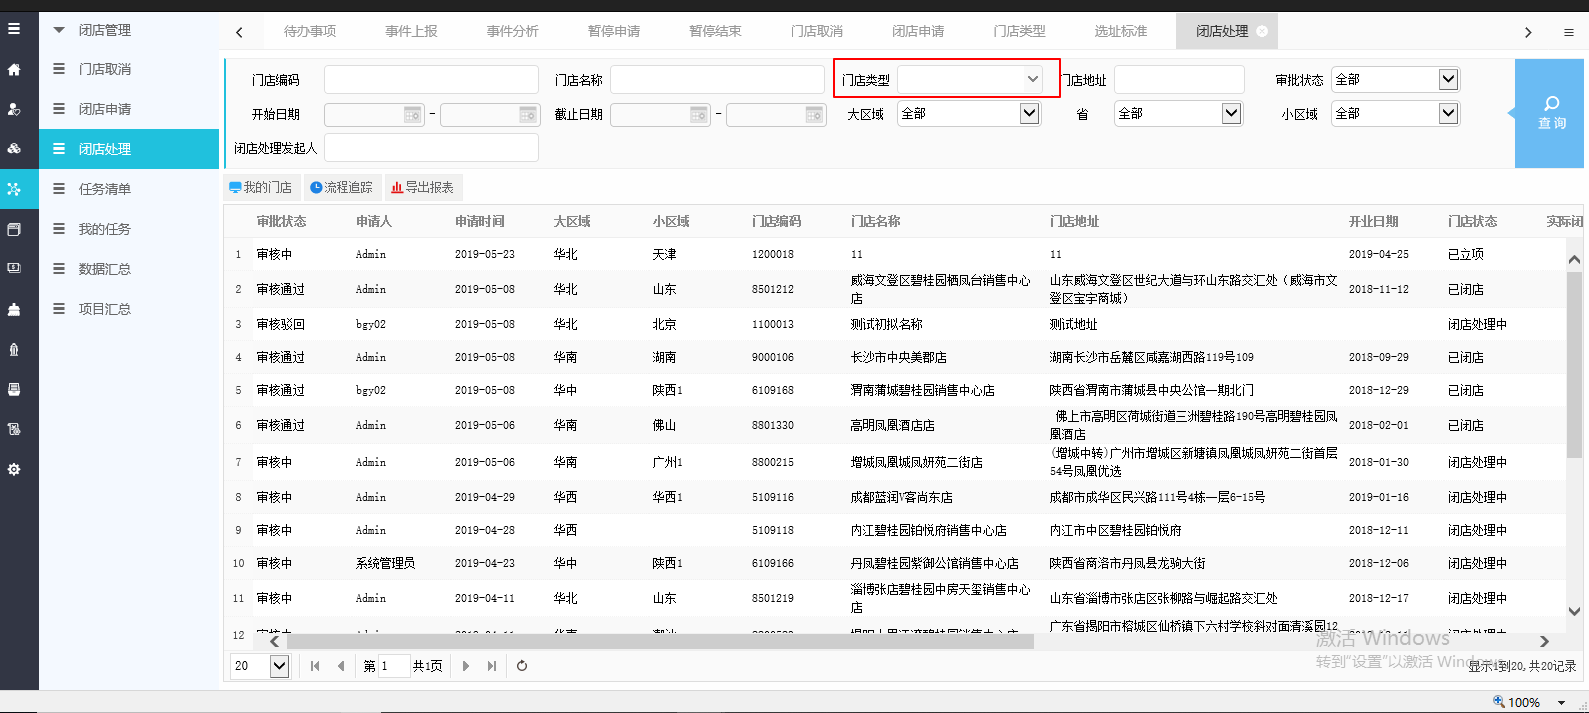 闭店管理
门店取消
闭店申请
闭店处理
任务清单
我的任务
数据汇总
项目汇总
待办事项 事件上报 事件分析 暂停申请 暂停结束 门店取消 闭店申请 门店类型 选址标准 闭店处理
门店编码 门店名称 门店类型 门店地址 审批状态 全部
开始日期 - 截止日期 - 大区域 全部 省 全部 小区域 全部
闭店处理发起人
查 询
我的门店 流程追踪 导出报表
审批状态 申请人 申请时间 大区域 小区域 门店编码 门店名称 门店地址 开业日期 门店状态 实际闭
1 审核中 Admin 2019-05-23 华北 天津 1200018 11 11 2019-04-25 已立项
2 审核通过 Admin 2019-05-08 华北 山东 8501212 威海文登区碧桂园栖凤台销售中心店 山东威海文登区世纪大道与环山东路交汇处（威海市文登区宝宇商城） 2018-11-12 已闭店
3 审核驳回 bgy02 2019-05-08 华北 北京 1100013 测试初拟名称 测试地址 闭店处理中
4 审核通过 Admin 2019-05-08 华南 湖南 9000106 长沙市中央美郡店 湖南长沙市岳麓区咸嘉湖西路119号109 2018-09-29 已闭店
5 审核通过 bgy02 2019-05-08 华中 陕西1 6109168 渭南蒲城碧桂园销售中心店 陕西省渭南市蒲城县中央公馆一期北门 2018-12-29 已闭店
6 审核通过 Admin 2019-05-06 华南 佛山 8801330 高明凤凰酒店店 佛上市高明区荷城街道三洲碧桂路190号高明碧桂园凤凰酒店 2018-02-01 已闭店
7 审核中 Admin 2019-05-06 华南 广州1 8800215 增城凤凰城凤妍苑二街店 (增城中转)广州市增城区新塘镇凤凰城凤妍苑二街首层54号凤凰优选 2018-01-30 闭店处理中
8 审核中 Admin 2019-04-29 华西 华西1 5109116 成都蓝润V客尚东店 成都市成华区民兴路111号4栋一层6-15号 2019-01-16 闭店处理中
9 审核中 Admin 2019-04-28 华西 5109118 内江碧桂园铂悦府销售中心店 内江市中区碧桂园铂悦府 2018-12-11 闭店处理中
10 审核中 系统管理员 2019-04-23 华中 陕西1 6109166 丹凤碧桂园紫御公馆销售中心店 陕西省商洛市丹凤县龙驹大街 2018-12-06 闭店处理中
11 审核中 Admin 2019-04-11 华北 山东 8501219 淄博张店碧桂园中房天玺销售中心店 山东省淄博市张店区张柳路与崛起路交汇处 2018-12-17 闭店处理中
12 广东省揭阳市榕城区仙桥镇下六村学校斜对面清溪园12
20 第 1 共1页
显示1到20,共20记录
激活 Windows
转到“设置”以激活 Windows
100%